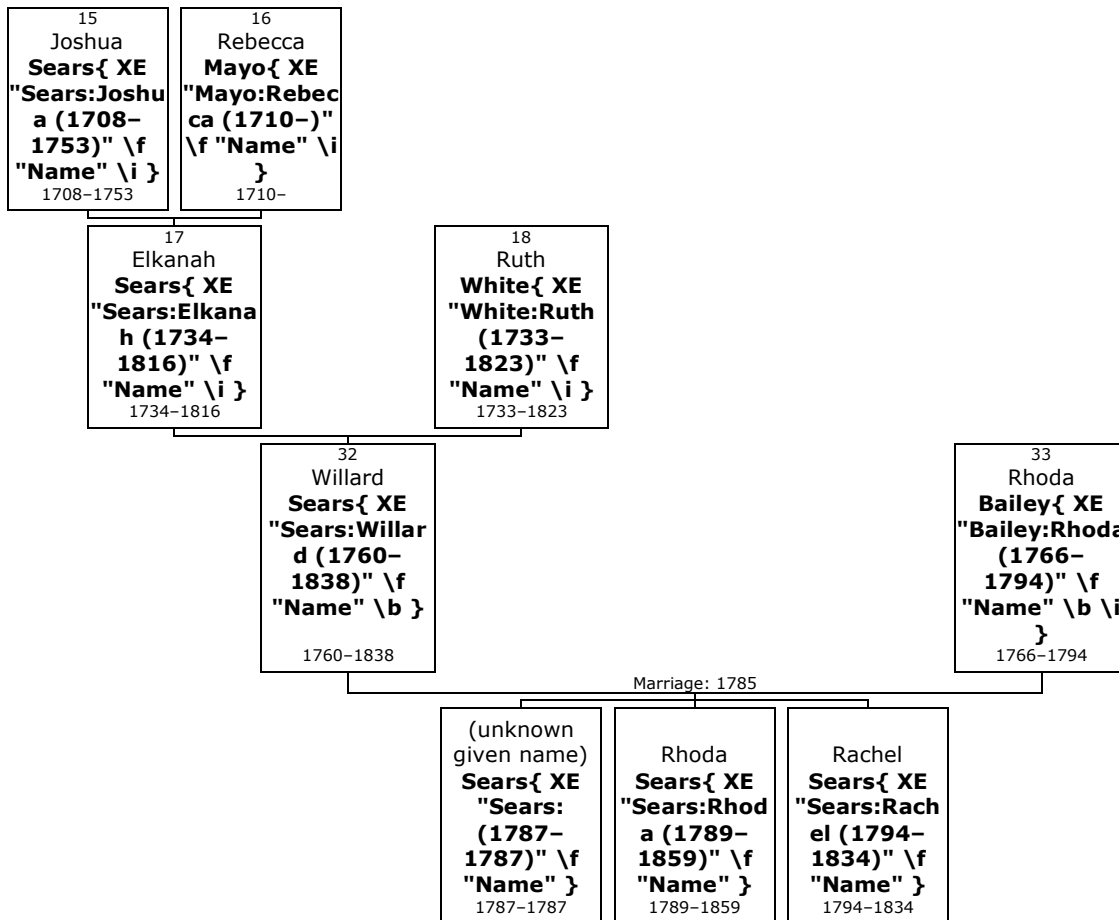 15
Joshua
Sears{ XE
"Sears:Joshu
a (1708–
1753)" \f
"Name" \i }
1708–1753
16
Rebecca
Mayo{ XE
"Mayo:Rebec
ca (1710–)"
\f "Name" \i
}
1710–
17
Elkanah
Sears{ XE
"Sears:Elkana
h (1734–
1816)" \f
"Name" \i }
1734–1816
18
Ruth
White{ XE
"White:Ruth
(1733–
1823)" \f
"Name" \i }
1733–1823
32
Willard
Sears{ XE
"Sears:Willar
d (1760–
1838)" \f
"Name" \b }
1760–1838
33
Rhoda
Bailey{ XE
"Bailey:Rhoda
(1766–
1794)" \f
"Name" \b \i
}
1766–1794
Marriage: 1785
(unknown
given name)
Sears{ XE
"Sears:
(1787–
1787)" \f
"Name" }
1787–1787
Rhoda
Sears{ XE
"Sears:Rhod
a (1789–
1859)" \f
"Name" }
1789–1859
Rachel
Sears{ XE
"Sears:Rach
el (1794–
1834)" \f
"Name" }
1794–1834